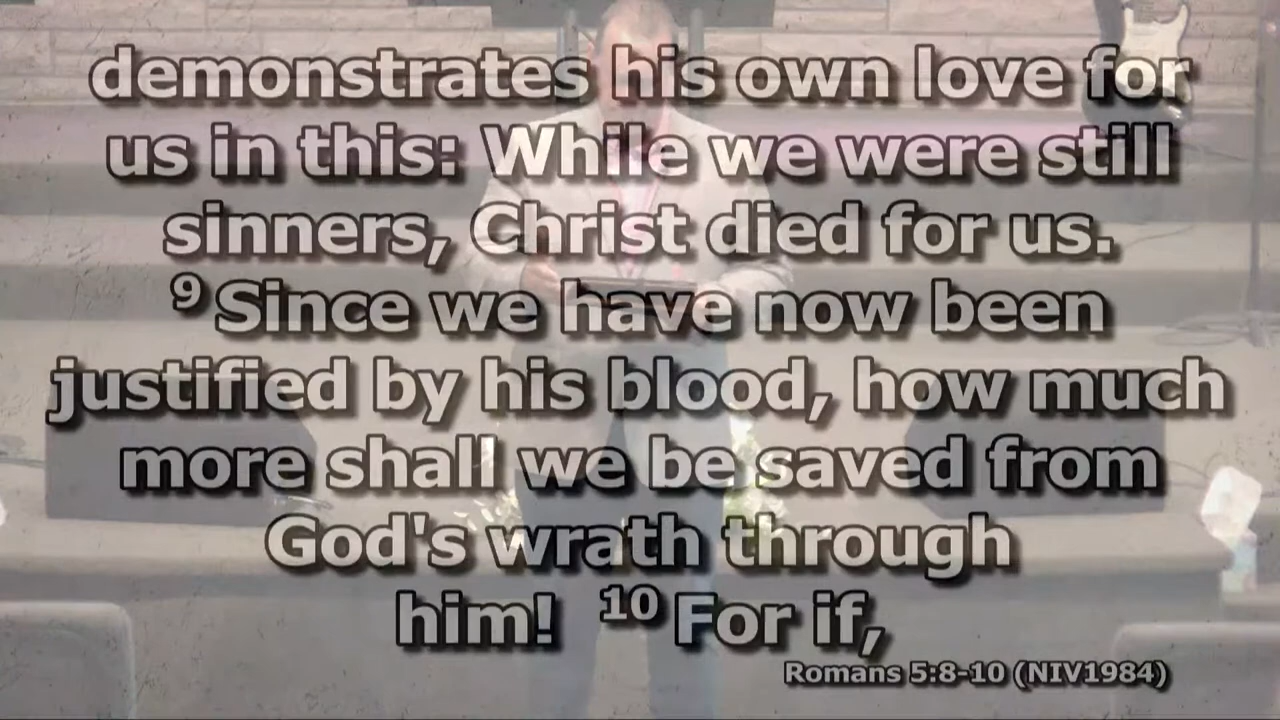 demonstrates his own love for
us in this: While we were still
sinners, Christ died for us.
⁹ Since we have now been
justified by his blood, how much
more shall we be saved from
God's wrath through
him! ¹⁰ For if,
Romans 5:8-10 (NIV1984)